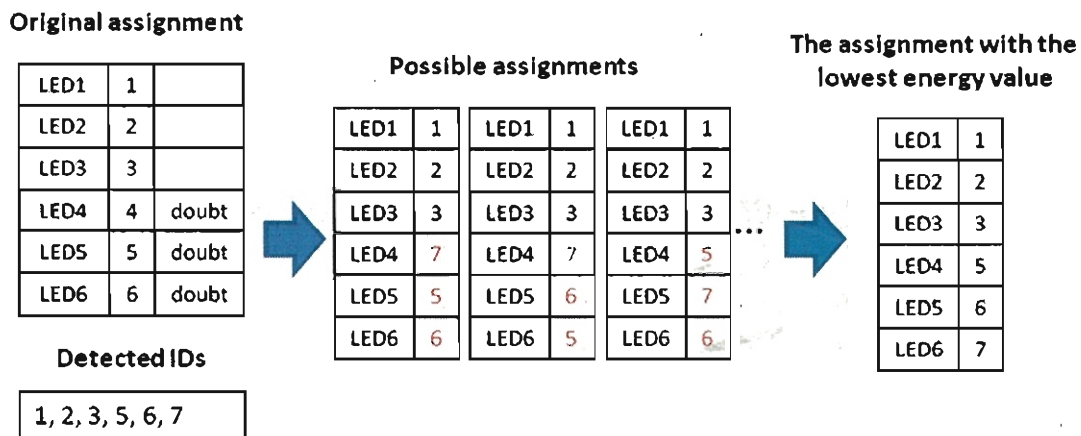 Original assignment
LED1 1
LED2 2
LED3 3
LED4 4 doubt
LED5 5 doubt
LED6 6 doubt
Detected IDs
1, 2, 3, 5, 6, 7
Possible assignments
LED1 1 LED1 1 LED1 1
LED2 2 LED2 2 LED2 2
LED3 3 LED3 3 LED3 3
LED4 7 LED4 7 LED4 5
LED5 5 LED5 6 LED5 7
LED6 6 LED6 5 LED6 6
...
The assignment with the
lowest energy value
LED1 1
LED2 2
LED3 3
LED4 5
LED5 6
LED6 7